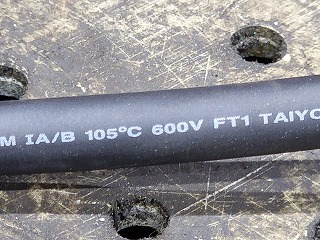 M IA/B 105°C 600V FT1 TAIYO